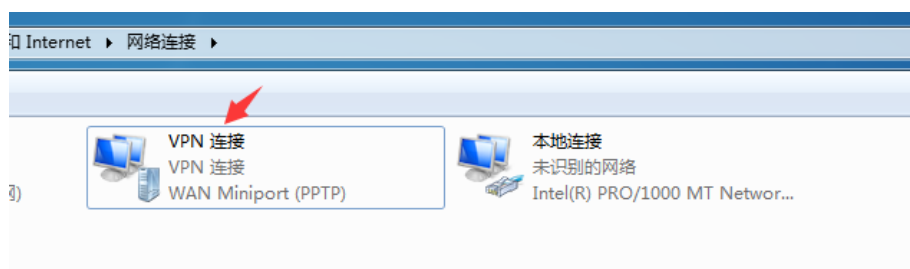 和 Internet ▸ 网络连接 ▸
VPN 连接
VPN 连接
WAN Miniport (PPTP)
本地连接
未识别的网络
Intel(R) PRO/1000 MT Networ...